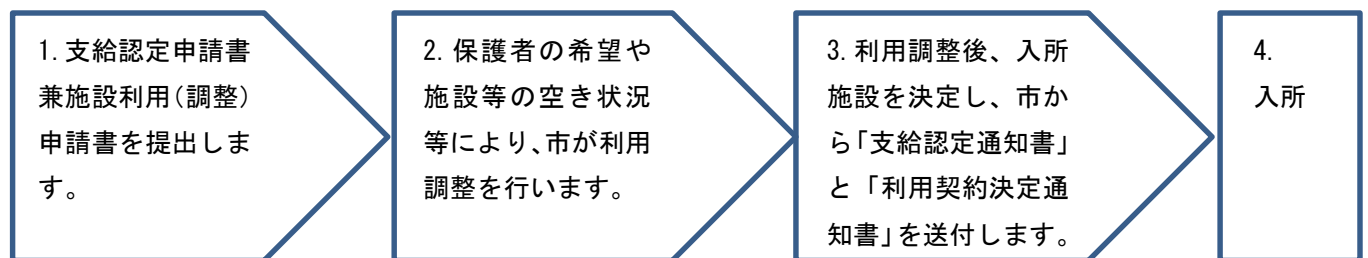 1. 支給認定申請書
兼施設利用(調整)
申請書を提出しま
す。
2. 保護者の希望や
施設等の空き状況
等により、市が利用
調整を行います。
3. 利用調整後、入所
施設を決定し、市か
ら「支給認定通知書」
と「利用契約決定通
知書」を送付します。
4.
入所